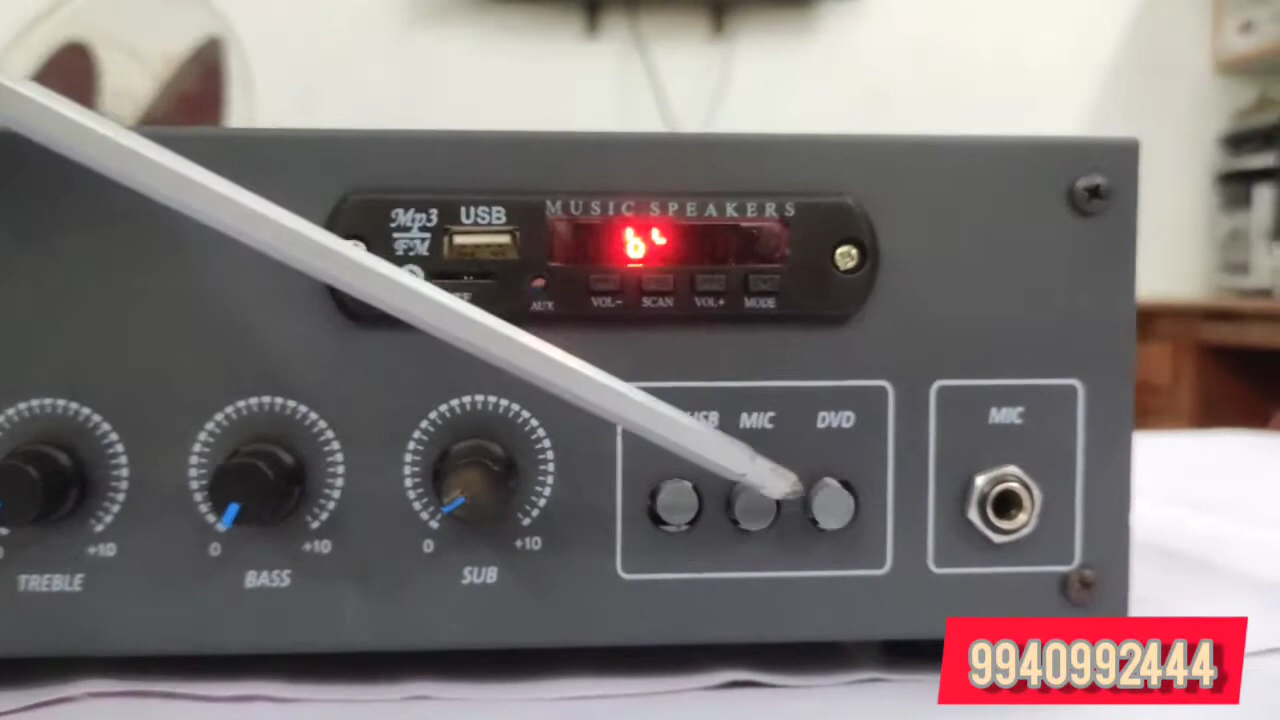 MUSIC SPEAKERS
Mp3
FM
USB
bt
AUX
VOL-
SCAN
VOL+
MODE
MIC
DVD
MIC
0
+10
0
+10
+10
TREBLE
BASS
SUB
9940992444